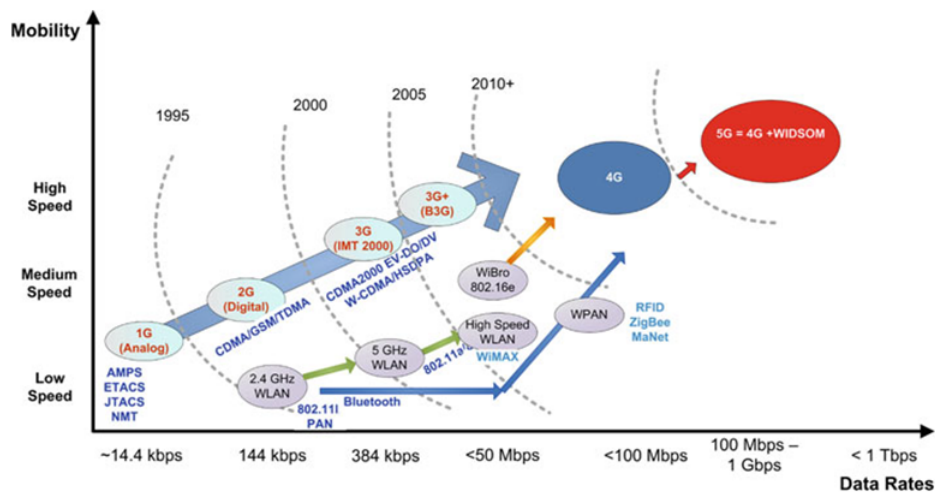 Mobility
1995
2000
2005
2010+
5G = 4G +WIDSOM
4G
High
Speed
3G+
(B3G)
3G
(IMT 2000)
CDMA2000 EV-DO/DV
W-CDMA/HSDPA
Medium
Speed
WiBro
802.16e
2G
(Digital)
CDMA/GSM/TDMA
WPAN
RFID
ZigBee
MaNet
1G
(Analog)
High Speed
WLAN
WiMAX
5 GHz
WLAN
Low
Speed
AMPS
ETACS
JTACS
NMT
2.4 GHz
WLAN
802.11l
PAN
Bluetooth
~14.4 kbps
144 kbps
384 kbps
<50 Mbps
<100 Mbps
100 Mbps –
1 Gbps
< 1 Tbps
Data Rates